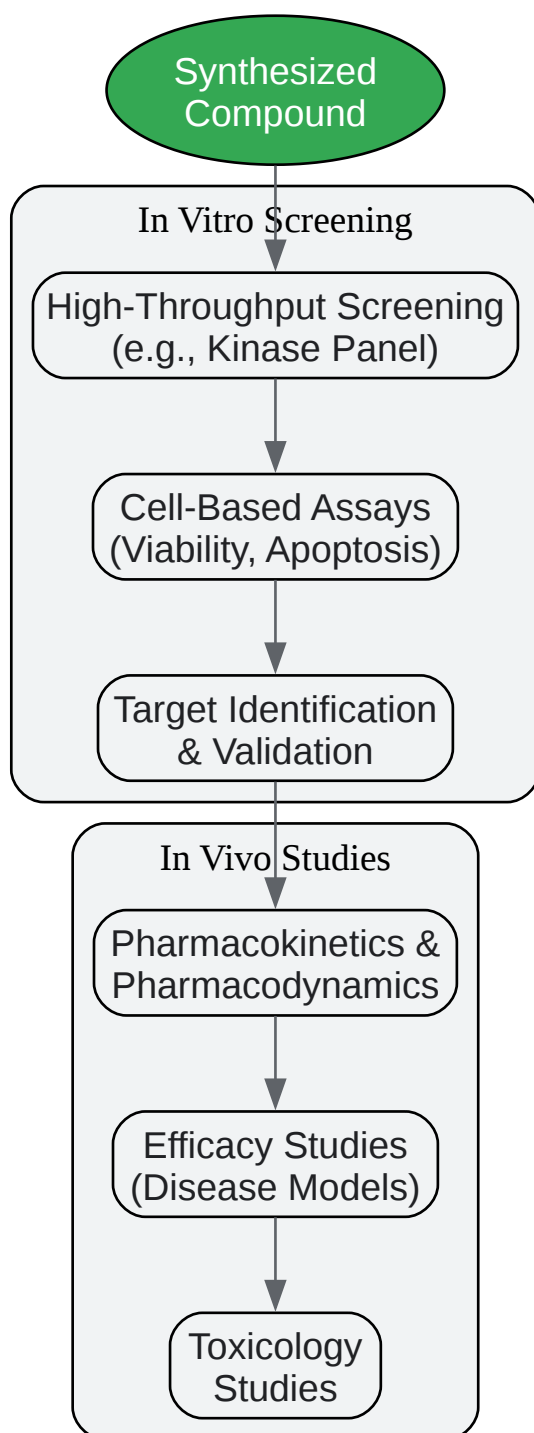 Synthesized
Compound
In Vitro Screening
High-Throughput Screening
(e.g., Kinase Panel)
Cell-Based Assays
(Viability, Apoptosis)
Target Identification
& Validation
In Vivo Studies
Pharmacokinetics &
Pharmacodynamics
Efficacy Studies
(Disease Models)
Toxicology
Studies